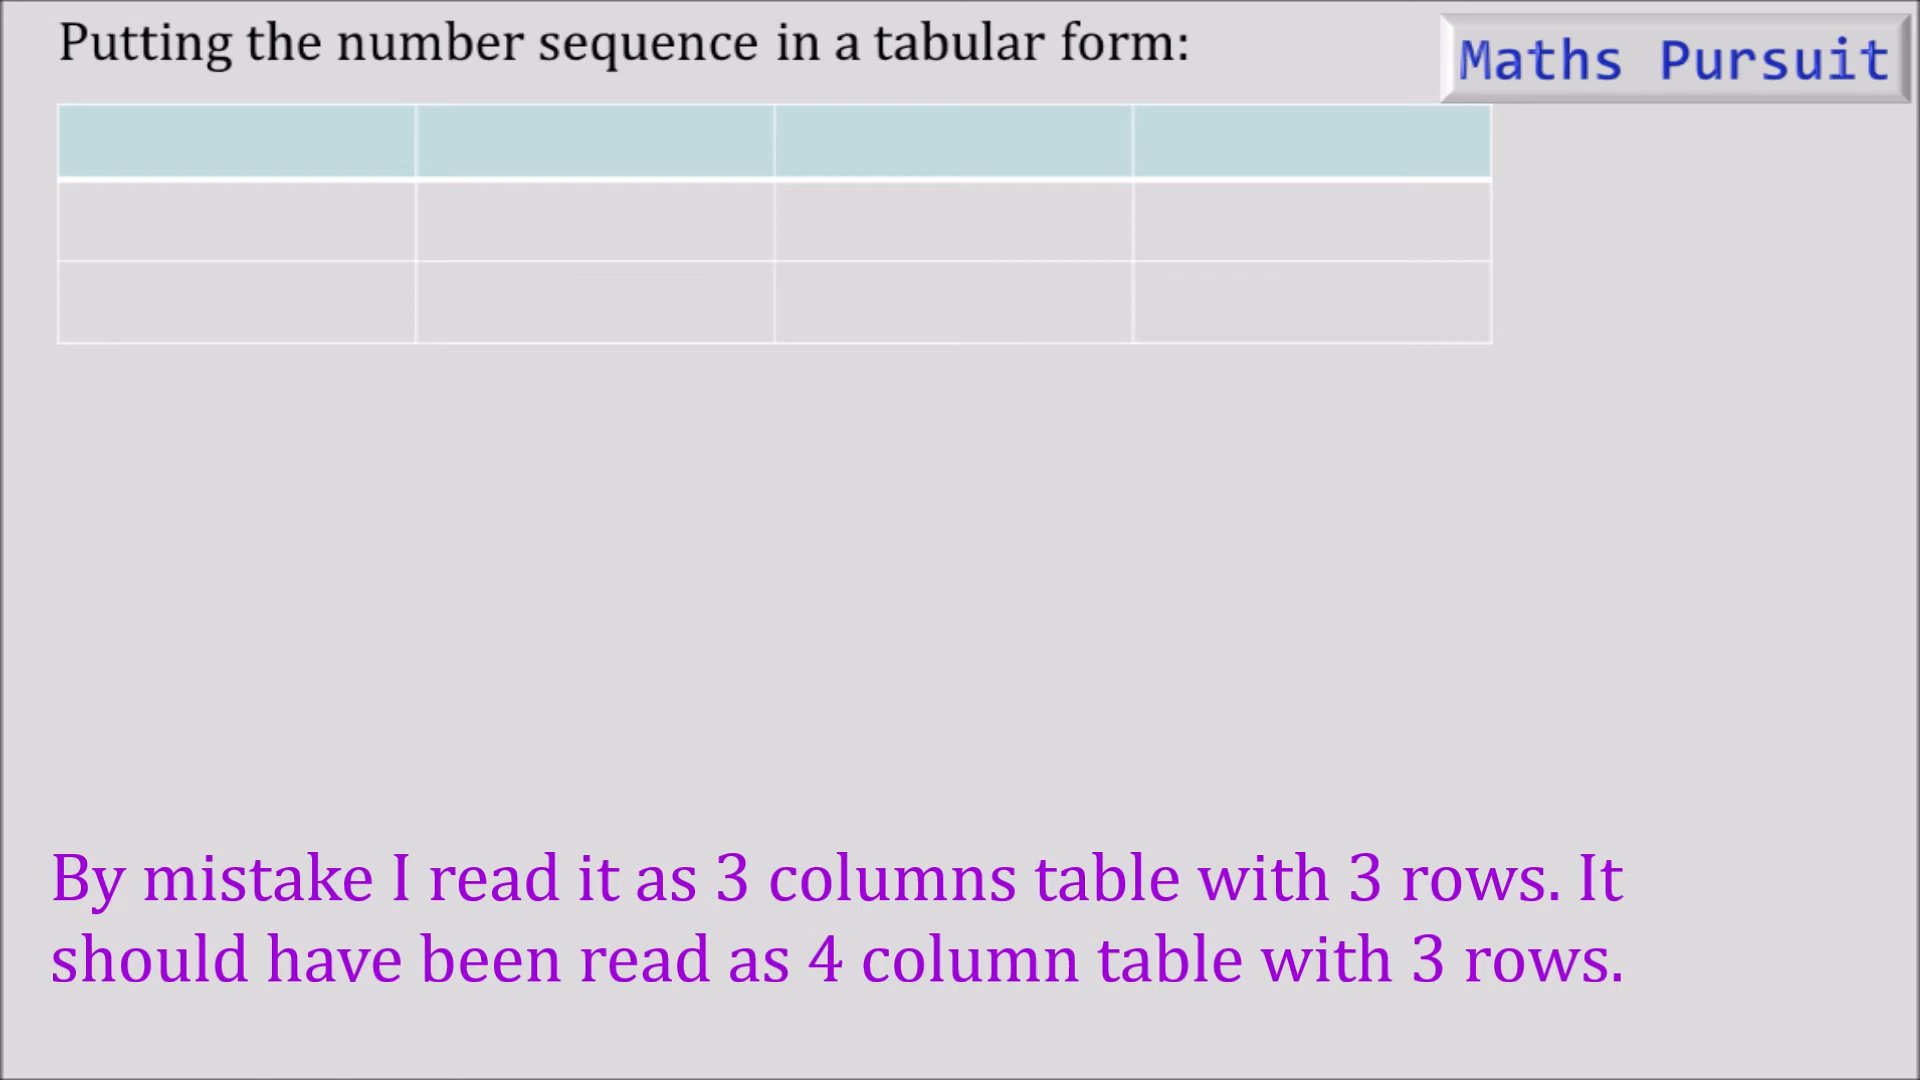 Putting the number sequence in a tabular form:
Maths Pursuit
By mistake I read it as 3 columns table with 3 rows. It
should have been read as 4 column table with 3 rows.